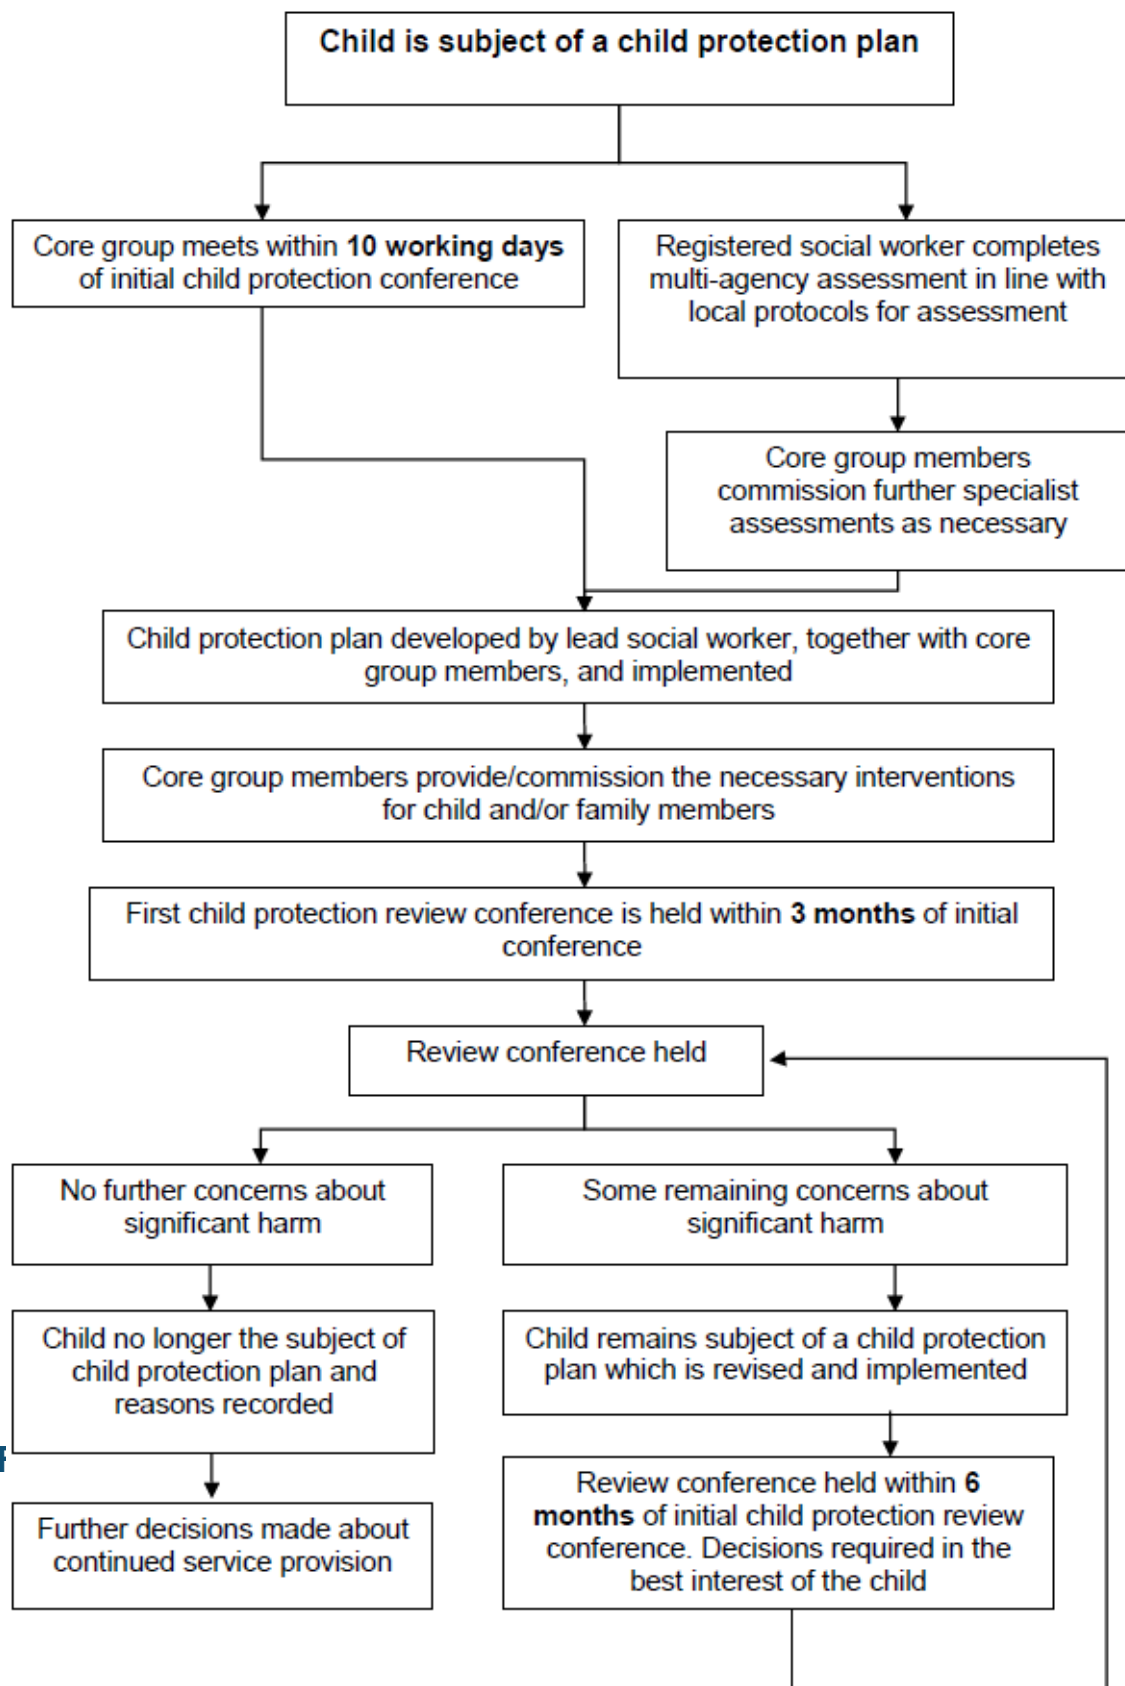 Child is subject of a child protection plan
Core group meets within 10 working days
of initial child protection conference
Registered social worker completes
multi-agency assessment in line with
local protocols for assessment
Core group members
commission further specialist
assessments as necessary
Child protection plan developed by lead social worker, together with core
group members, and implemented
Core group members provide/commission the necessary interventions
for child and/or family members
First child protection review conference is held within 3 months of initial
conference
Review conference held
No further concerns about
significant harm
Some remaining concerns about
significant harm
Child no longer the subject of
child protection plan and
reasons recorded
Child remains subject of a child protection
plan which is revised and implemented
Further decisions made about
continued service provision
Review conference held within 6
months of initial child protection review
conference. Decisions required in the
best interest of the child